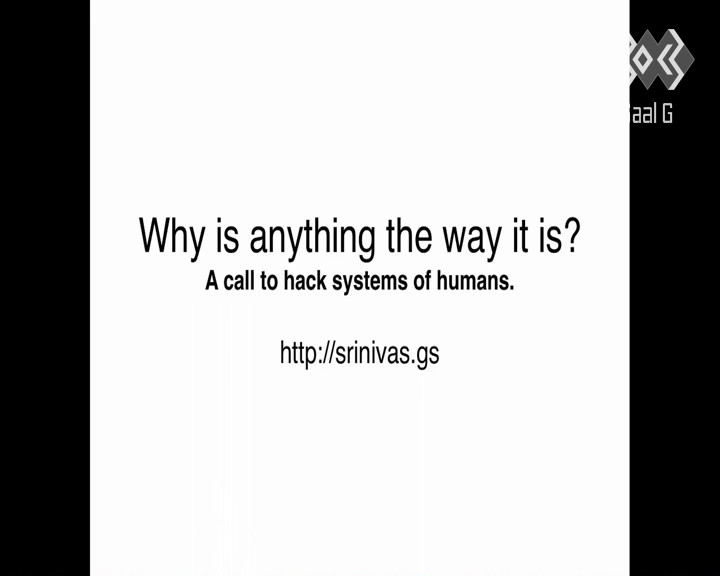 Why is anything the way it is?
A call to hack systems of humans.
http://srinivas.gs
aal G